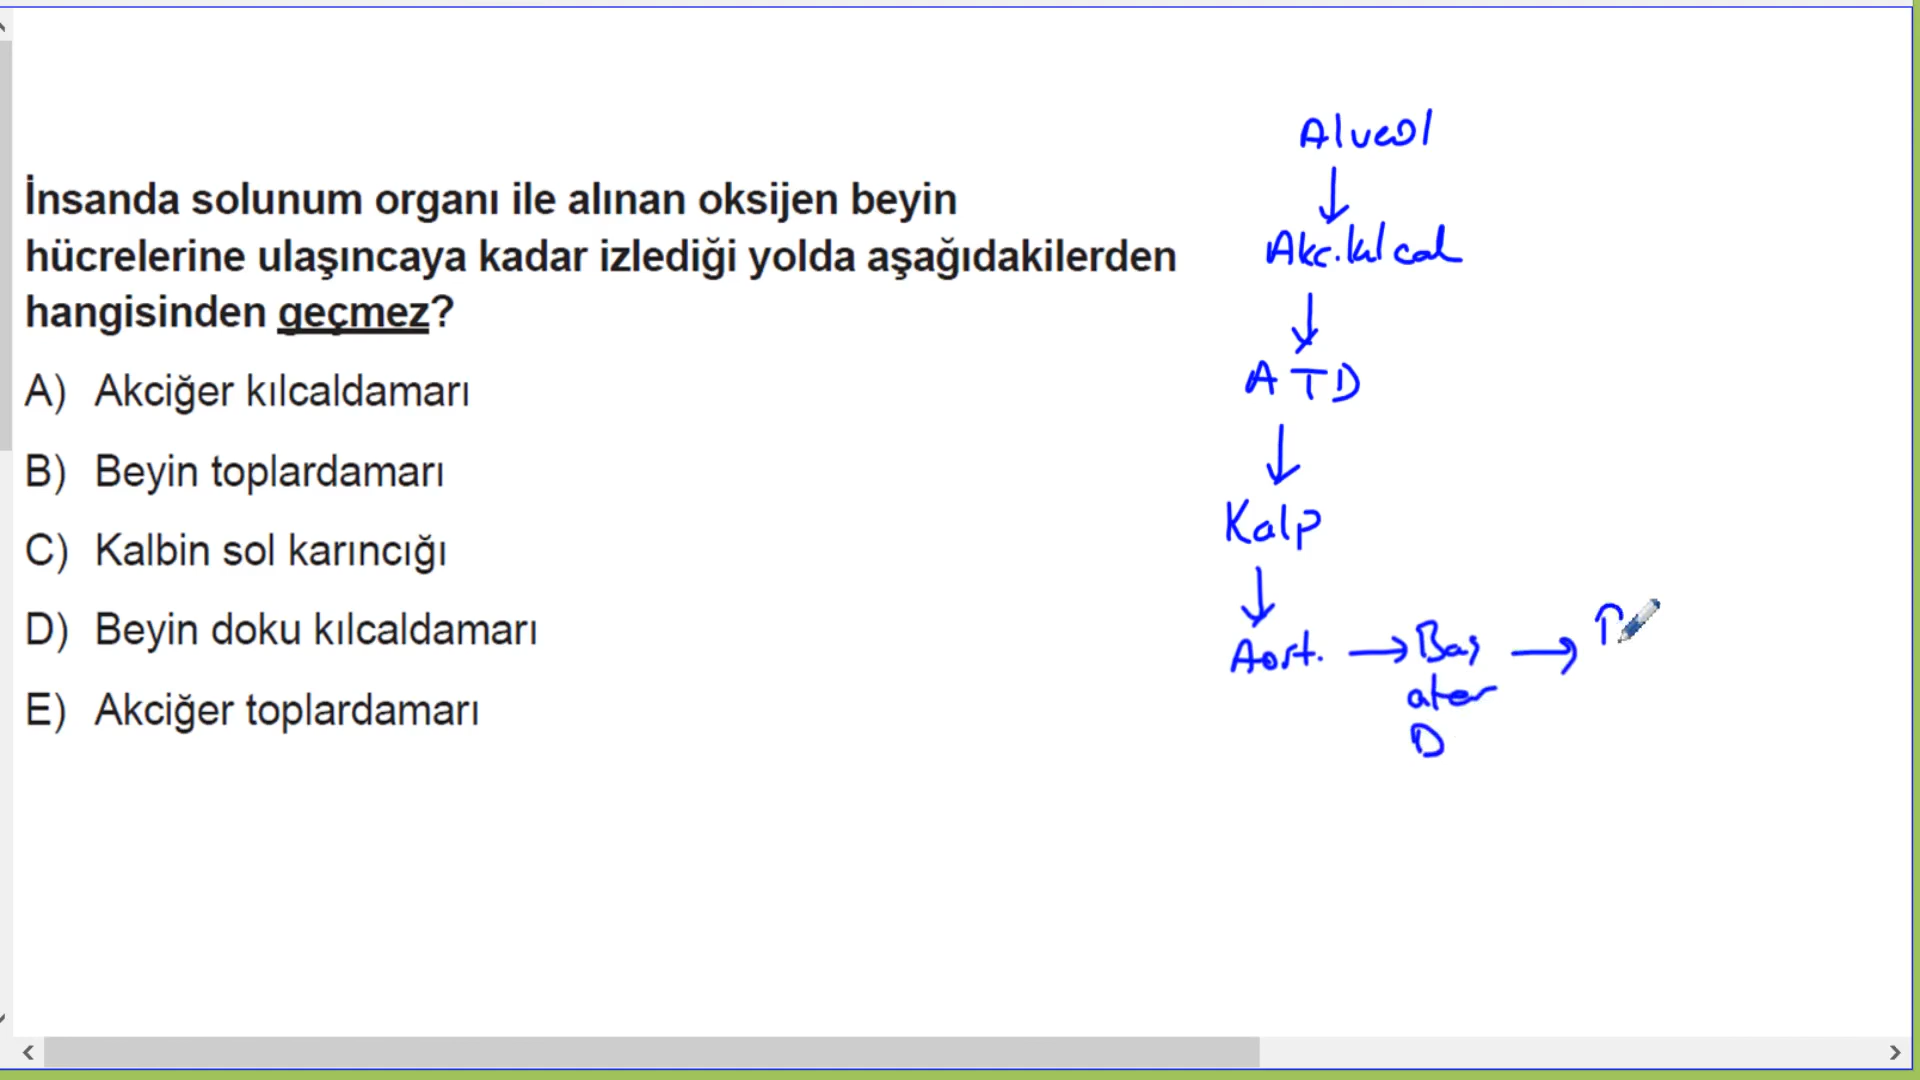 İnsanda solunum organı ile alınan oksijen beyin
hücrelerine ulaşıncaya kadar izlediği yolda aşağıdakilerden
hangisinden geçmez?
A) Akciğer kılcaldamarı
B) Beyin toplardamarı
C) Kalbin sol karıncığı
D) Beyin doku kılcaldamarı
E) Akciğer toplardamarı
Alveol
Akc. kılcal
ATD
Kalp
Aort. → Baş →
ater
D